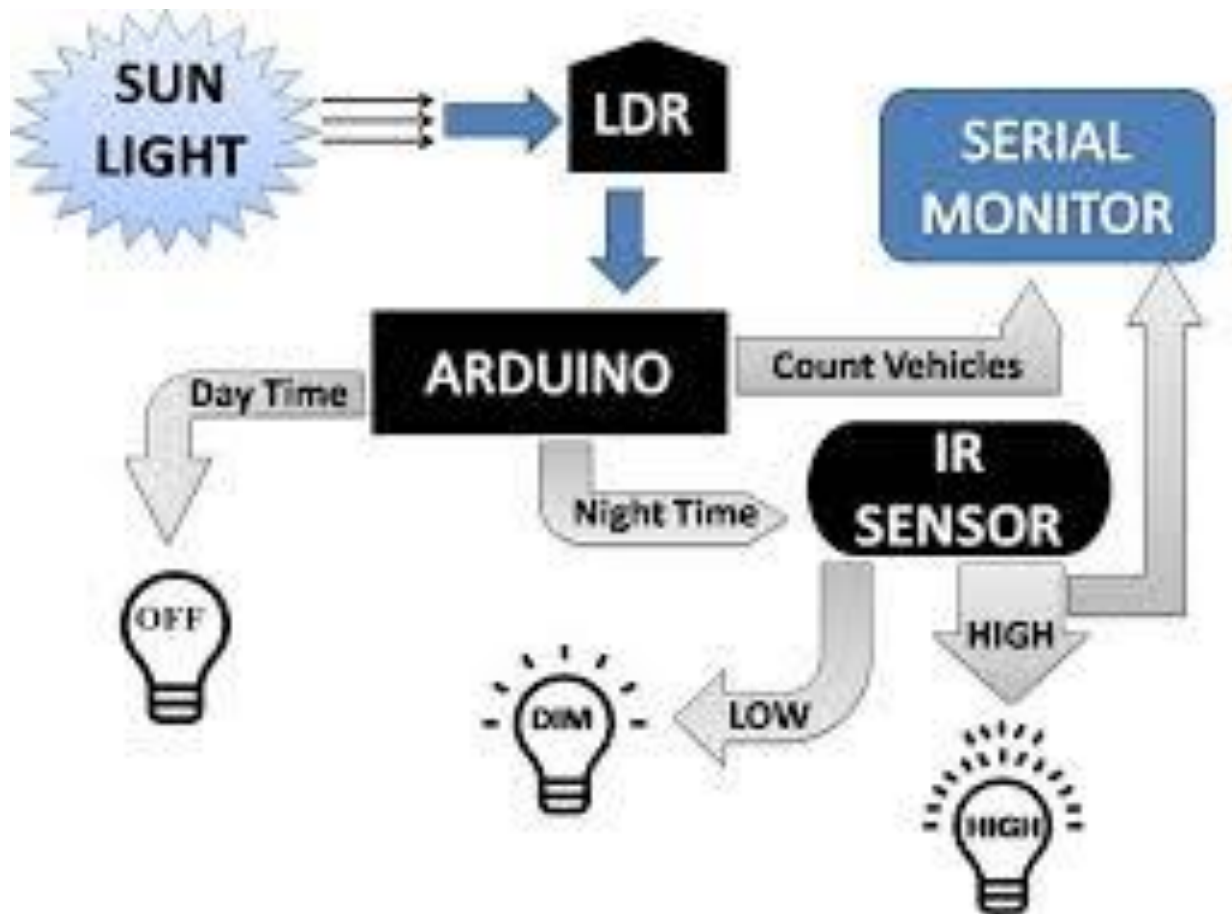 SUN
LIGHT
LDR
SERIAL
MONITOR
ARDUINO
Count Vehicles
Day Time
IR
SENSOR
Night Time
OFF
HIGH
LOW
DIM
HIGH